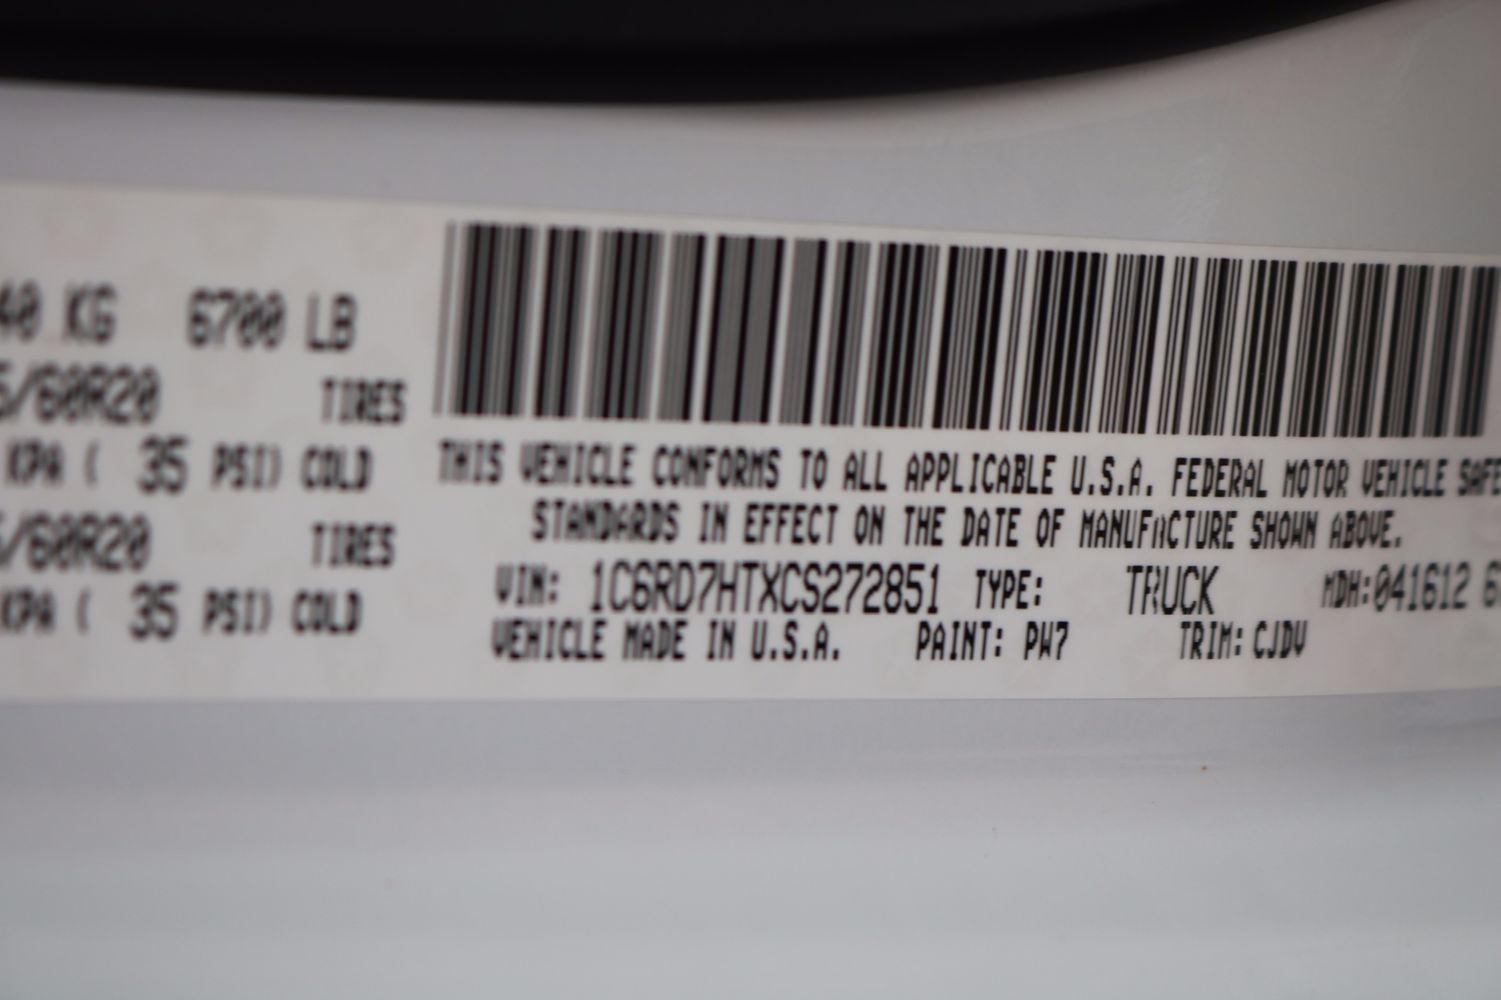 40 KG 6700 LB
5/60R20 TIRES
KPA ( 35 PSI) COLD
5/60R20 TIRES
KPA ( 35 PSI) COLD
THIS VEHICLE CONFORMS TO ALL APPLICABLE U.S.A. FEDERAL MOTOR VEHICLE SAFE
STANDARDS IN EFFECT ON THE DATE OF MANUFACTURE SHOWN ABOVE.
VIN: 1C6RD7HTXCS272851 TYPE: TRUCK MDH:041612 6
VEHICLE MADE IN U.S.A. PAINT: PW7 TRIM: CJDV